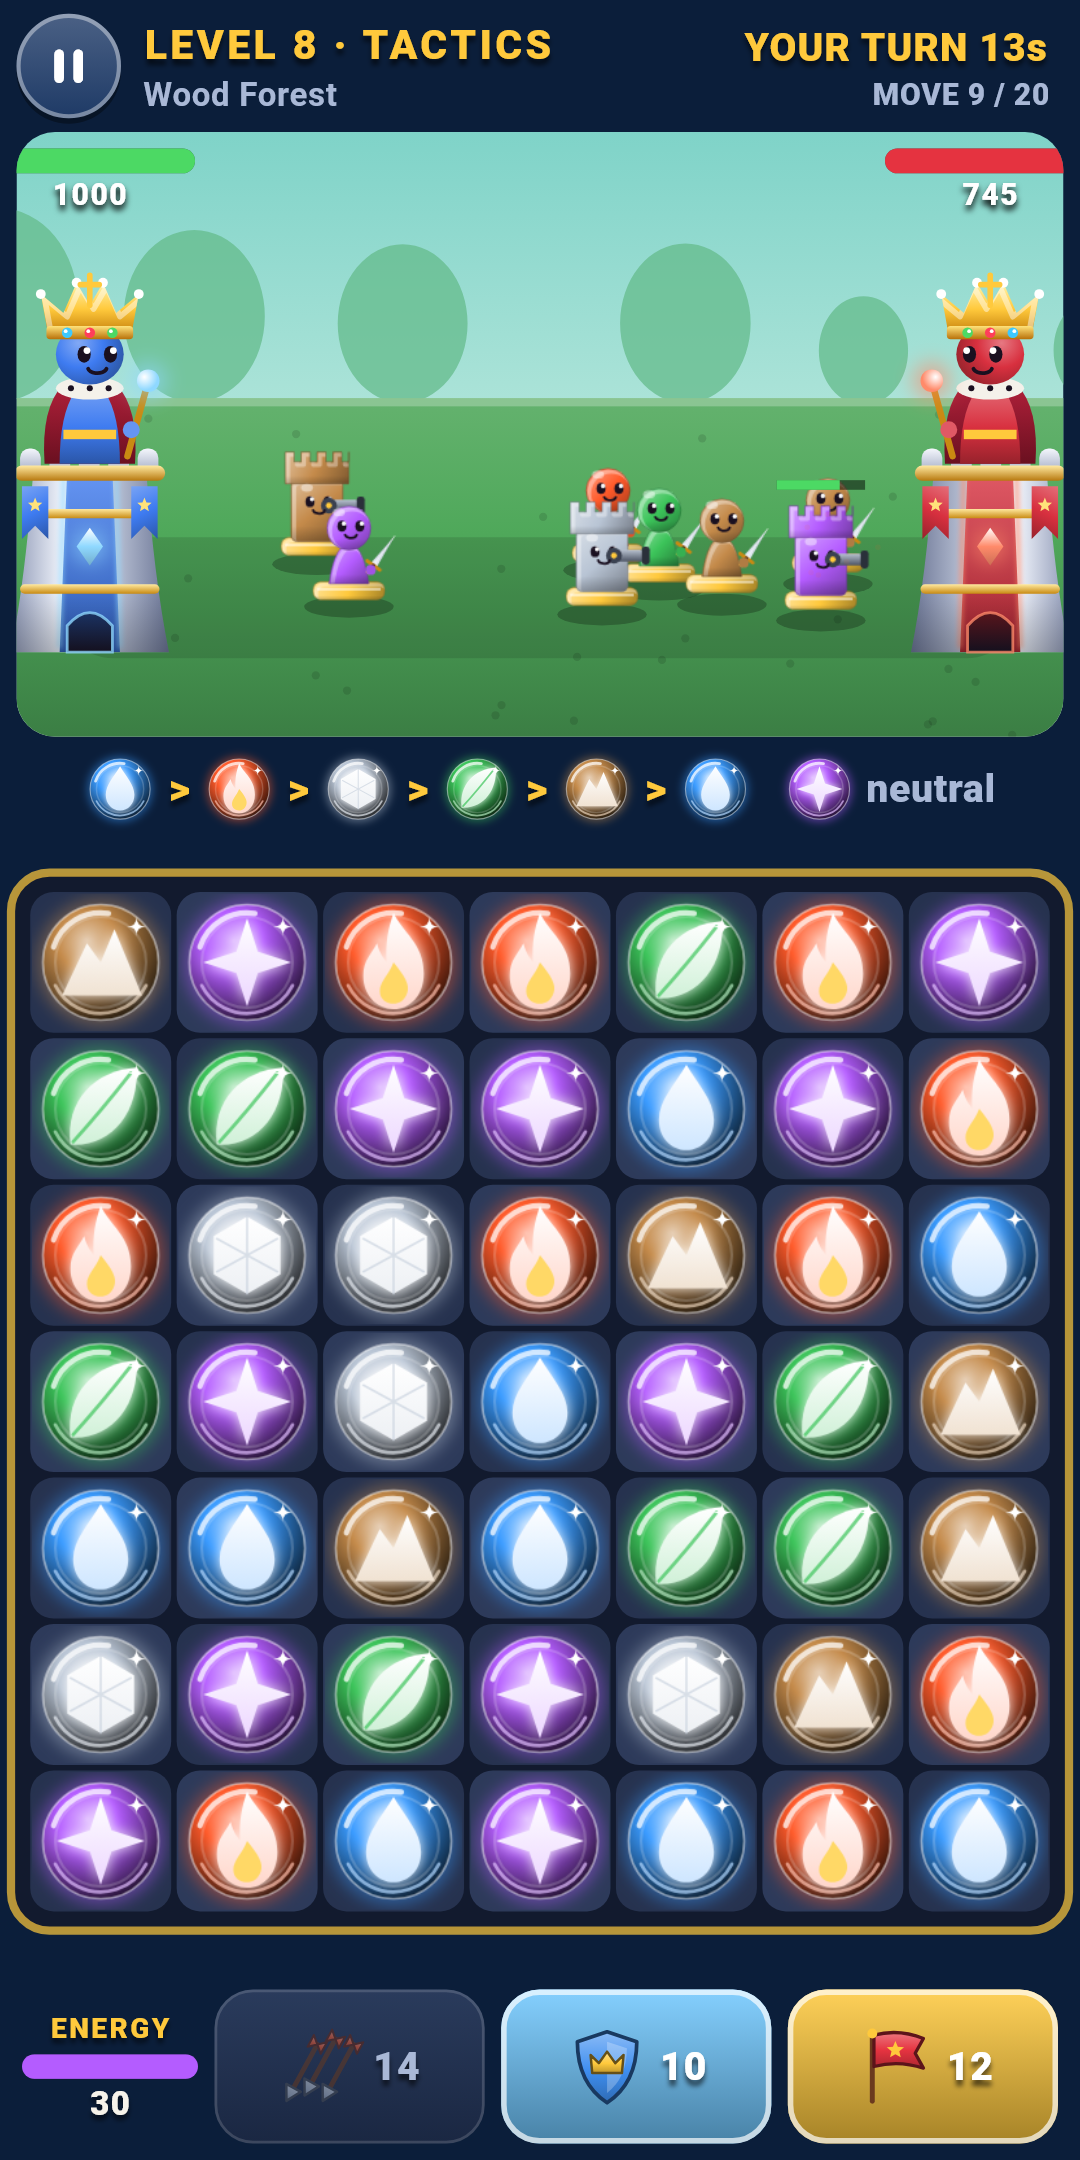 LEVEL 8 · TACTICS
Wood Forest
YOUR TURN 13s
MOVE 9 / 20
1000
745
> > > > > neutral
ENERGY
30
14
10
12